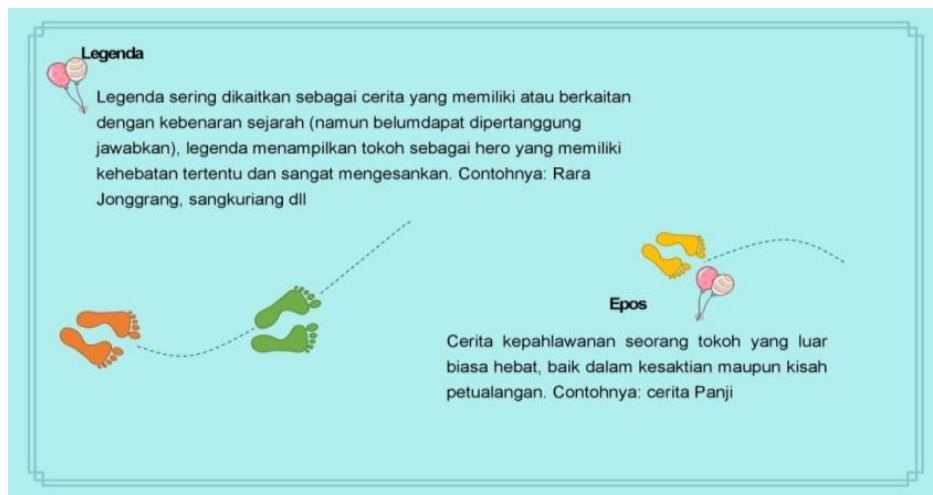 Legenda
Legenda sering dikaitkan sebagai cerita yang memiliki atau berkaitan
dengan kebenaran sejarah (namun belumdapat dipertanggung
jawabkan), legenda menampilkan tokoh sebagai hero yang memiliki
kehebatan tertentu dan sangat mengesankan. Contohnya: Rara
Jonggrang, sangkuriang dll
Epos
Cerita kepahlawanan seorang tokoh yang luar
biasa hebat, baik dalam kesaktian maupun kisah
petualangan. Contohnya: cerita Panji